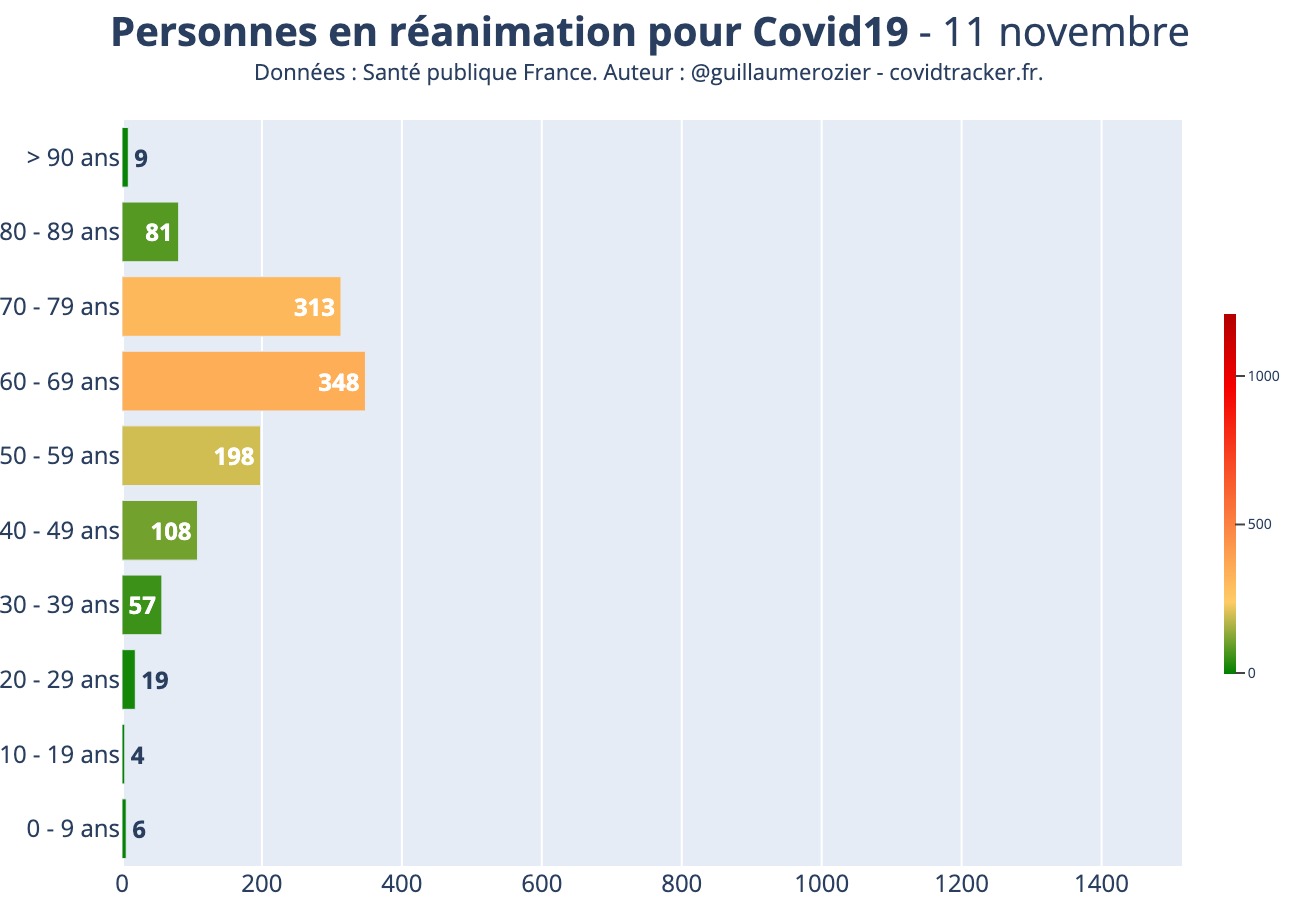 Personnes en réanimation pour Covid19 - 11 novembre
Données : Santé publique France. Auteur : @guillaumerozier - covidtracker.fr.
> 90 ans 9
80 - 89 ans 81
70 - 79 ans 313
60 - 69 ans 348
50 - 59 ans 198
40 - 49 ans 108
30 - 39 ans 57
20 - 29 ans 19
10 - 19 ans 4
0 - 9 ans 6
0 200 400 600 800 1000 1200 1400
1000
500
0